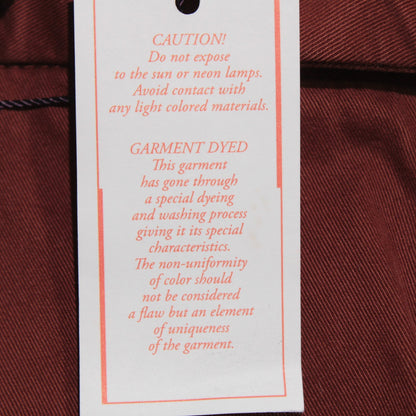 CAUTION!
Do not expose
to the sun or neon lamps.
Avoid contact with
any light colored materials.
GARMENT DYED
This garment
has gone through
a special dyeing
and washing process
giving it its special
characteristics.
The non-uniformity
of color should
not be considered
a flaw but an element
of uniqueness
of the garment.